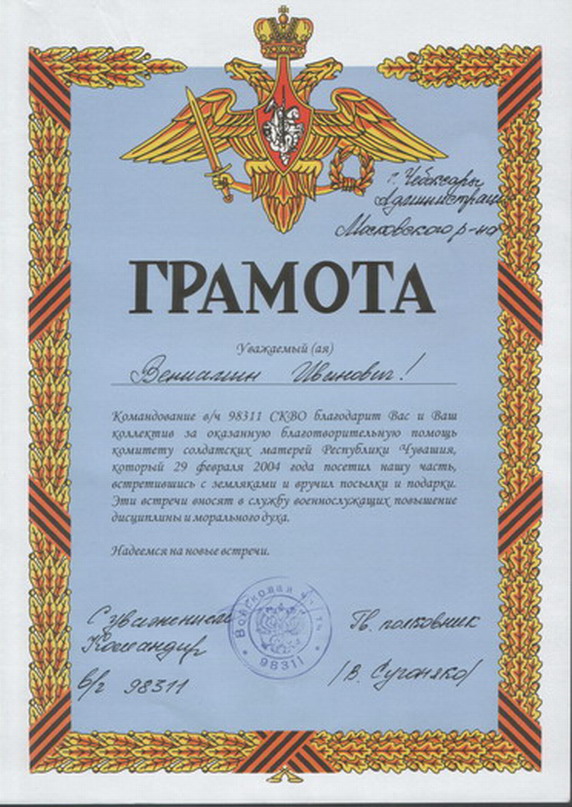 г. Чебоксары
Администрация
Московского р-на
ГРАМОТА
Уважаемый (ая)
Вениамин Иванович!
Командование в/ч 98311 СКВО благодарит Вас и Ваш
коллектив за оказанную благотворительную помощь
комитету солдатских матерей Республики Чувашия,
который 29 февраля 2004 года посетил нашу часть,
встретившись с земляками и вручил посылки и подарки.
Эти встречи вносят в службу военнослужащих повышение
дисциплины и морального духа.
Надеемся на новые встречи.
С уважением
Командир
в/ч 98311
Войсковая часть
98311
Гв. полковник
/В. Сугоняко/